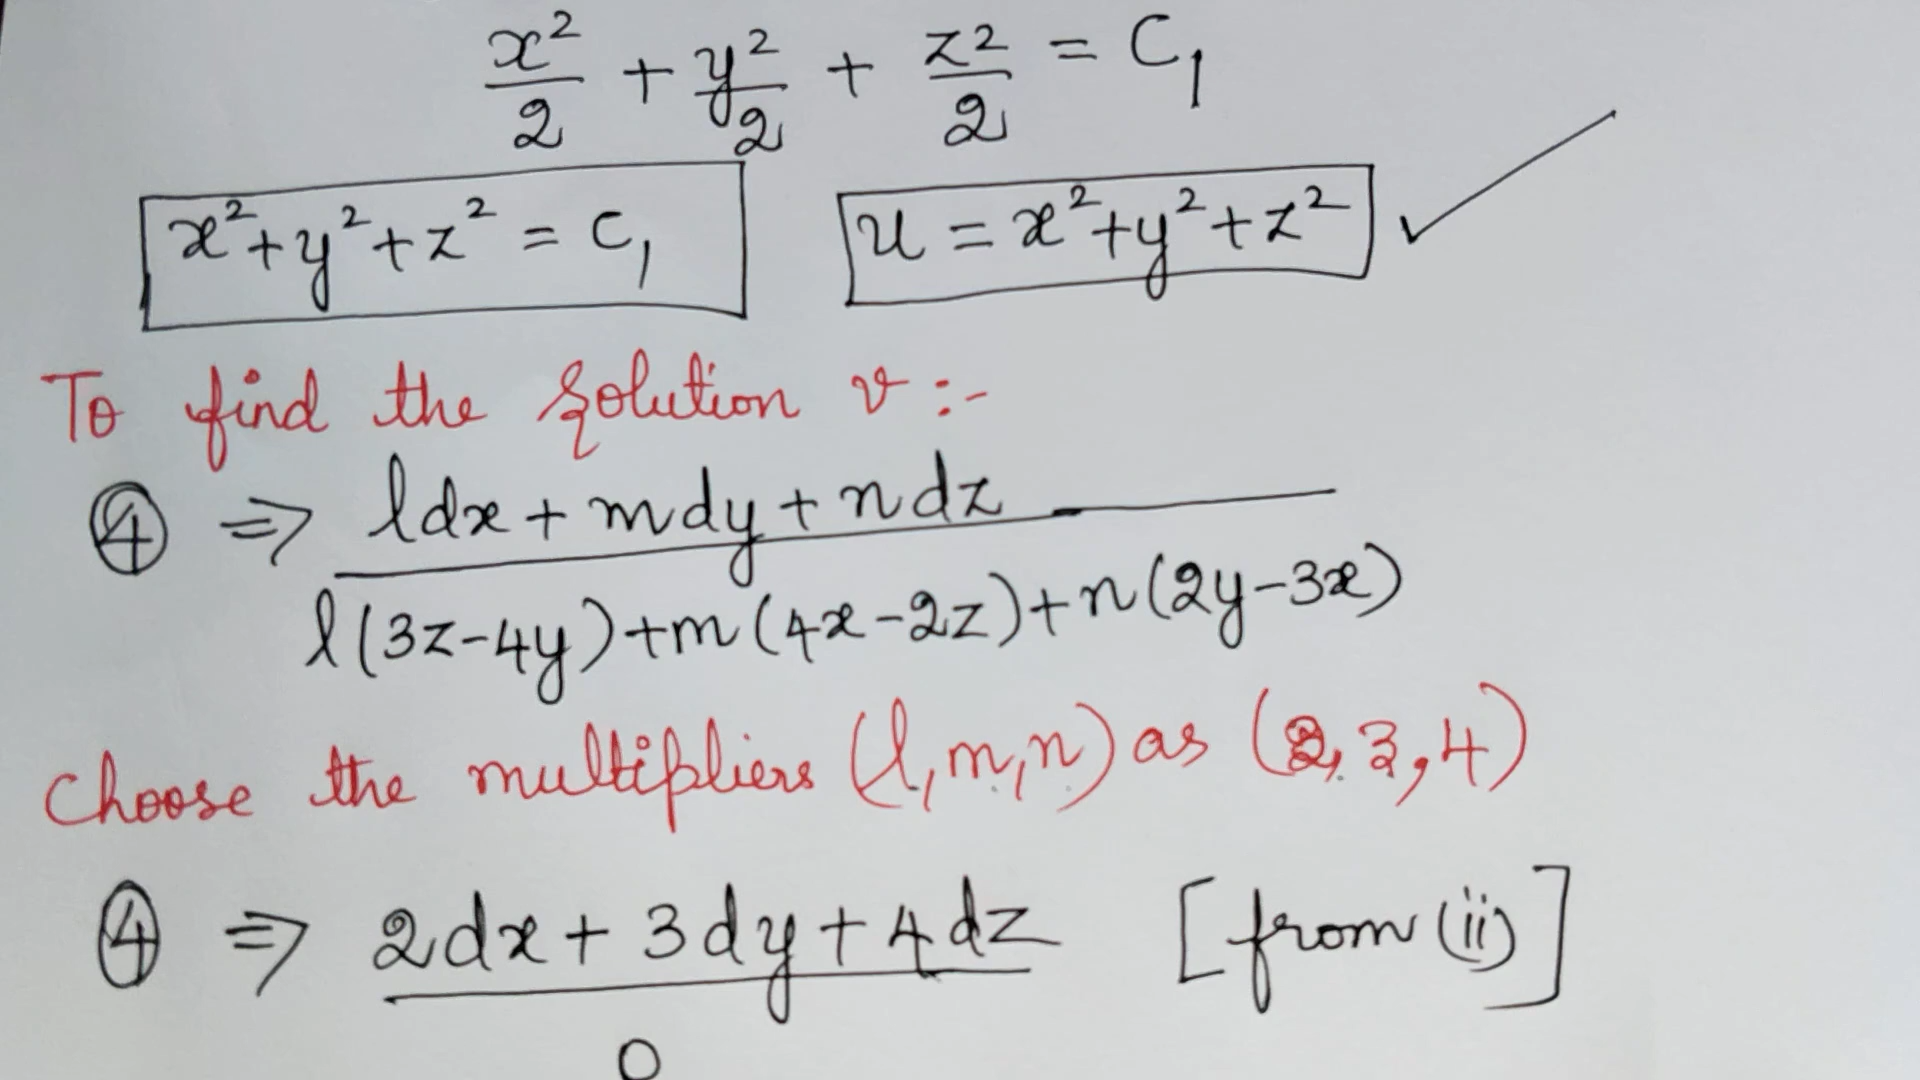 x²/2 + y²/2 + z²/2 = C₁
x²+y²+z² = C₁   u = x²+y²+z² ✓
To find the solution v :-
④ ⇒ (ldx + mdy + ndz) / (l(3z-4y)+m(4x-2z)+n(2y-3x))
Choose the multipliers (l,m,n) as (2,3,4)
④ ⇒ (2dx + 3dy + 4dz) / 0   [from (ii)]